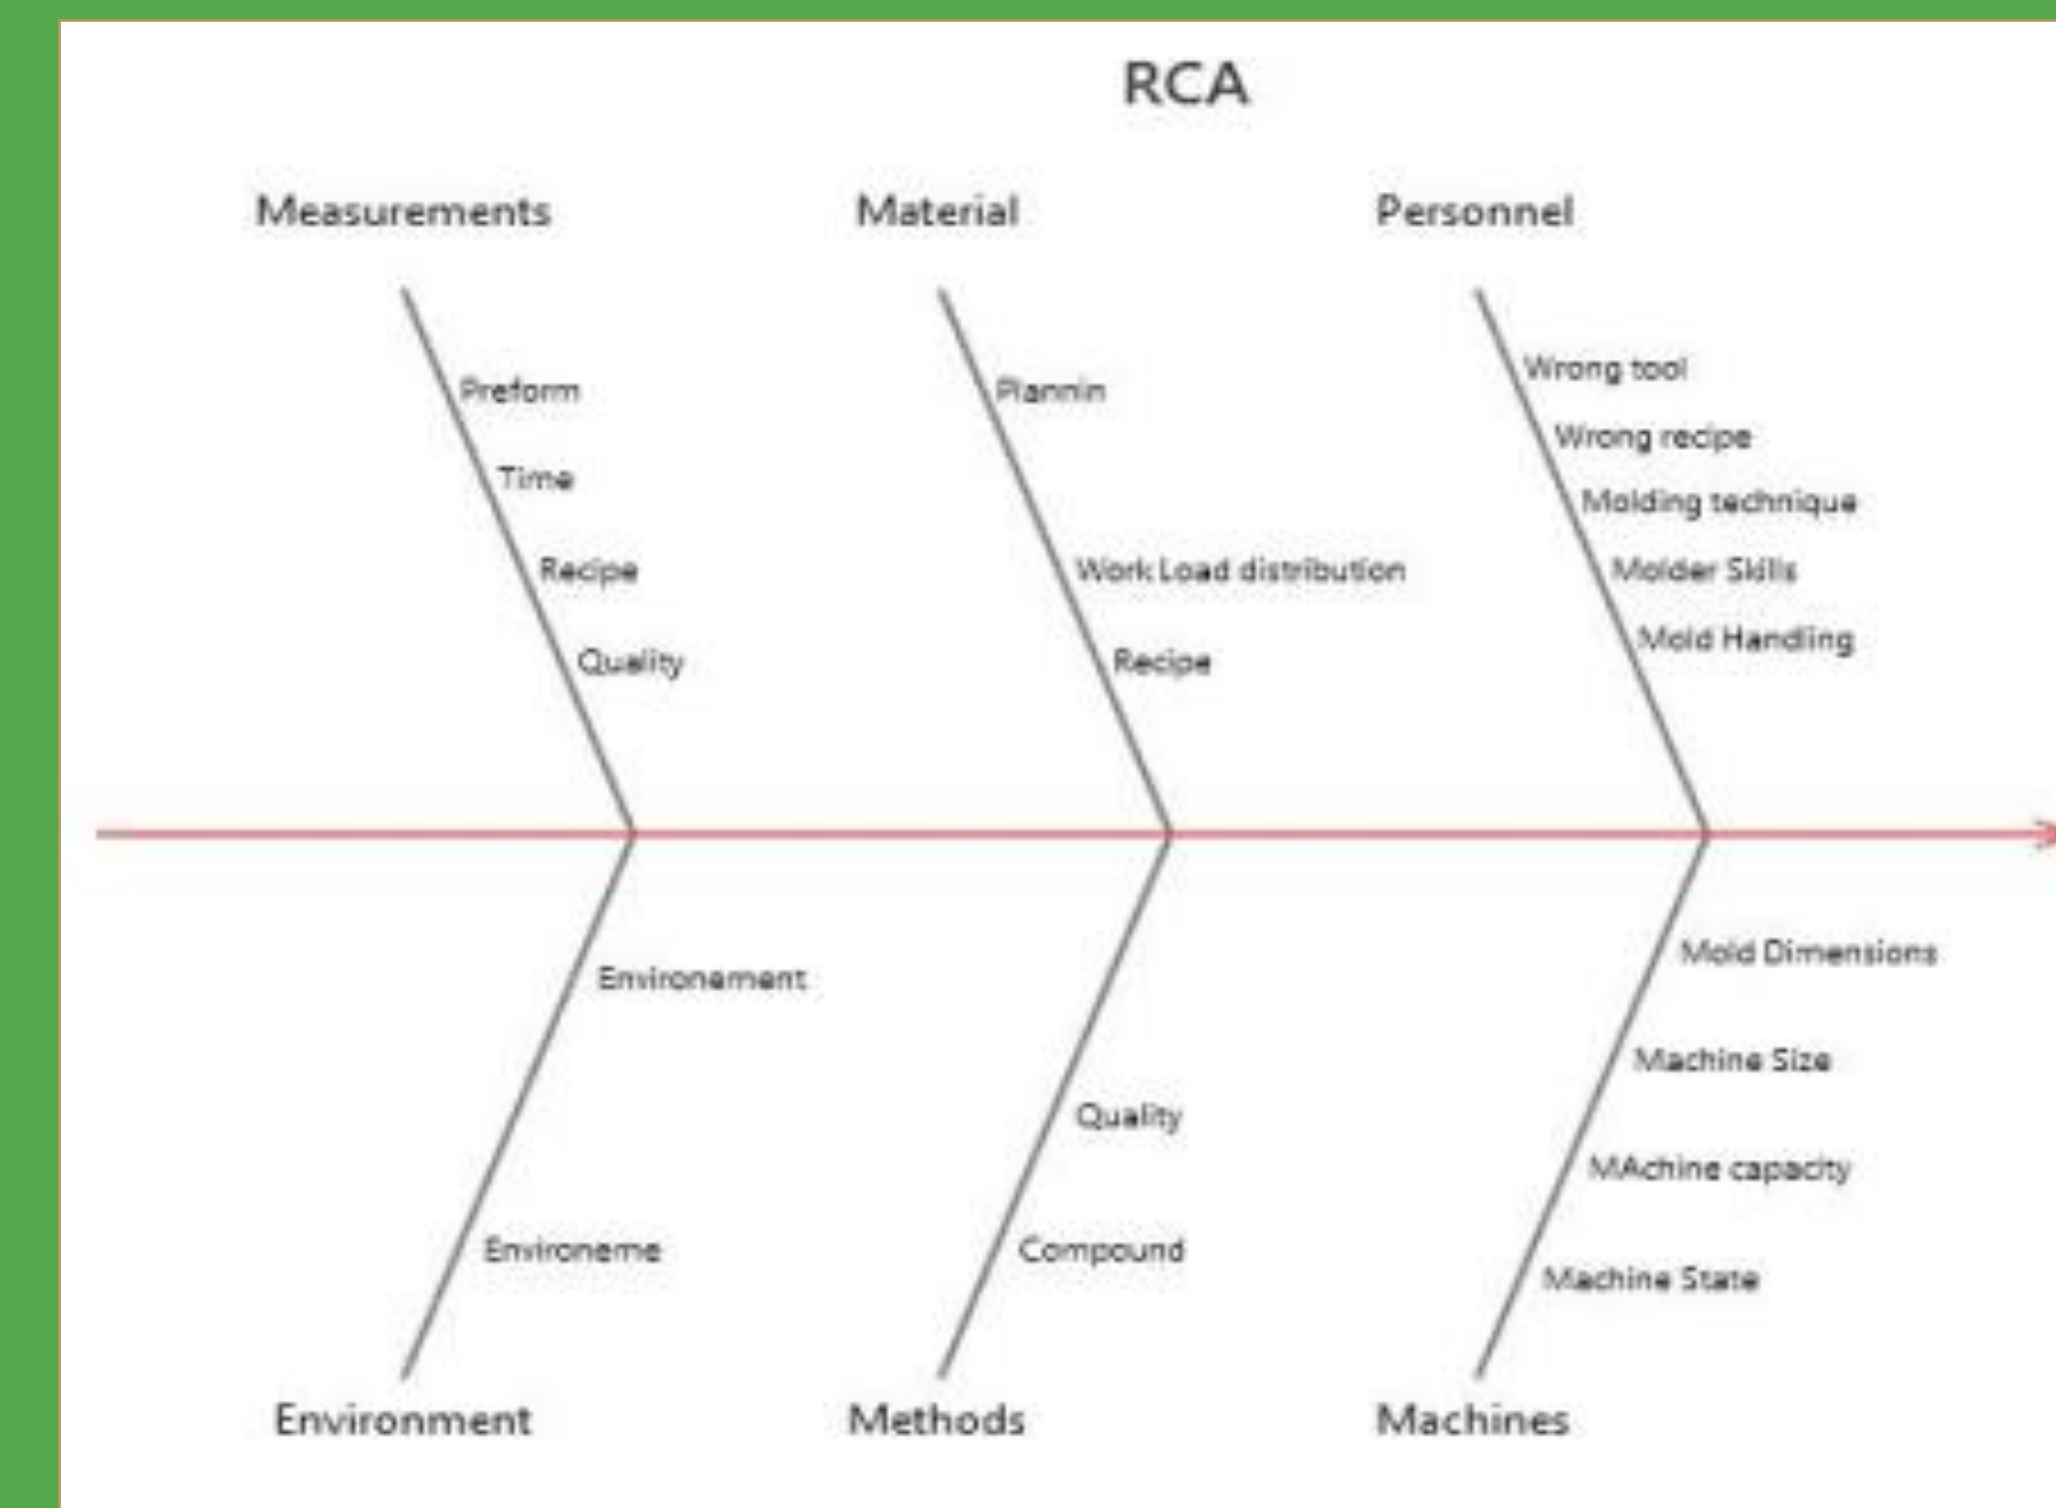 RCA
Measurements
Material
Personnel
Preform
Time
Recipe
Quality
Plannin
Work Load distribution
Recipe
Wrong tool
Wrong recipe
Molding technique
Molder Skills
Mold Handling
Environement
Environeme
Quality
Compound
Mold Dimensions
Machine Size
MAchine capacity
Machine State
Environment
Methods
Machines